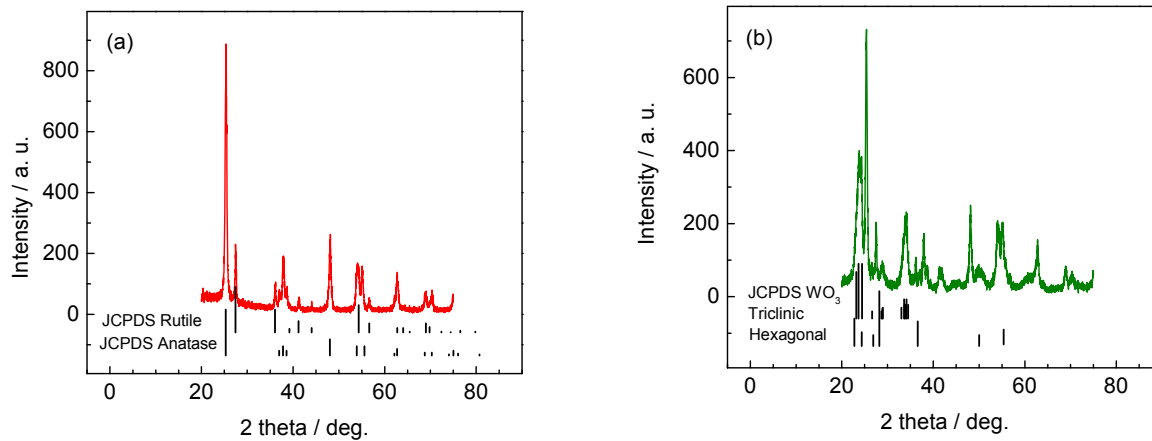 (a)
Intensity / a. u.
800
600
400
200
0
JCPDS Rutile
JCPDS Anatase
0 20 40 60 80
2 theta / deg.
(b)
Intensity / a. u.
600
400
200
0
JCPDS WO3
Triclinic
Hexagonal
0 20 40 60 80
2 theta / deg.